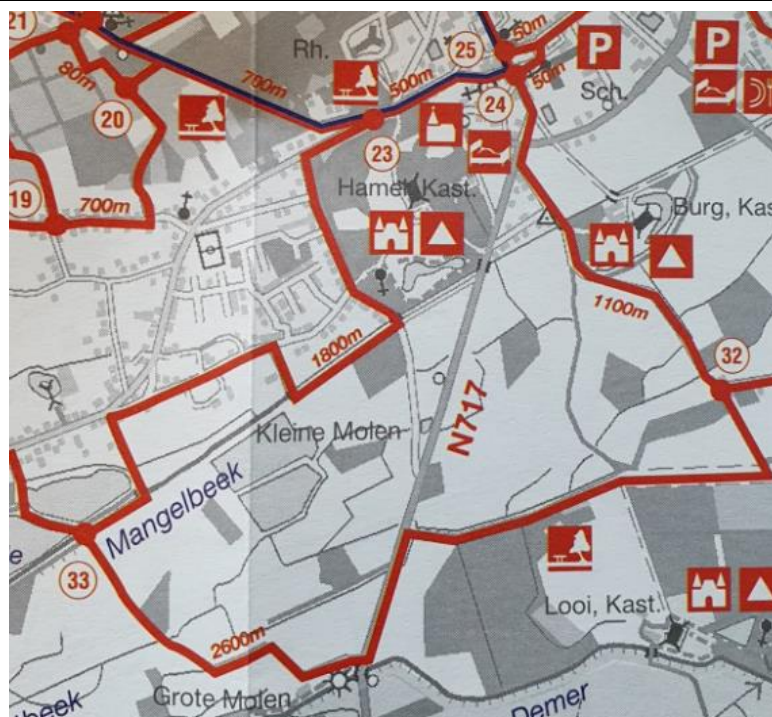 21
50m
25
Rh.
P
P
80m
790m
500m
50m
24
Sch.
20
23
19
Hamel, Kast.
700m
Burg, Kas
1100m
1800m
32
N717
Kleine Molen
Mangelbeek
e
33
Looi, Kast.
2600m
Grote Molen
beek
Demer